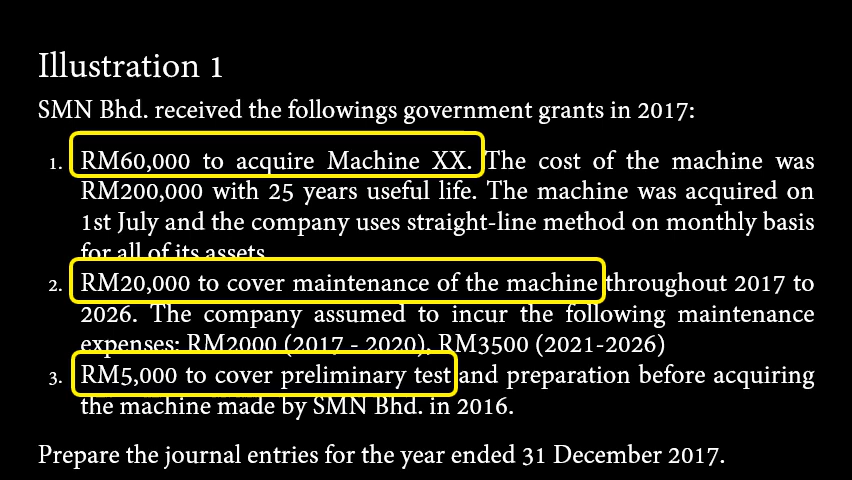 Illustration 1
SMN Bhd. received the followings government grants in 2017:
1. RM60,000 to acquire Machine XX. The cost of the machine was
RM200,000 with 25 years useful life. The machine was acquired on
1st July and the company uses straight-line method on monthly basis
for all of its assets.
2. RM20,000 to cover maintenance of the machine throughout 2017 to
2026. The company assumed to incur the following maintenance
expenses: RM2000 (2017 - 2020), RM3500 (2021-2026)
3. RM5,000 to cover preliminary test and preparation before acquiring
the machine made by SMN Bhd. in 2016.
Prepare the journal entries for the year ended 31 December 2017.